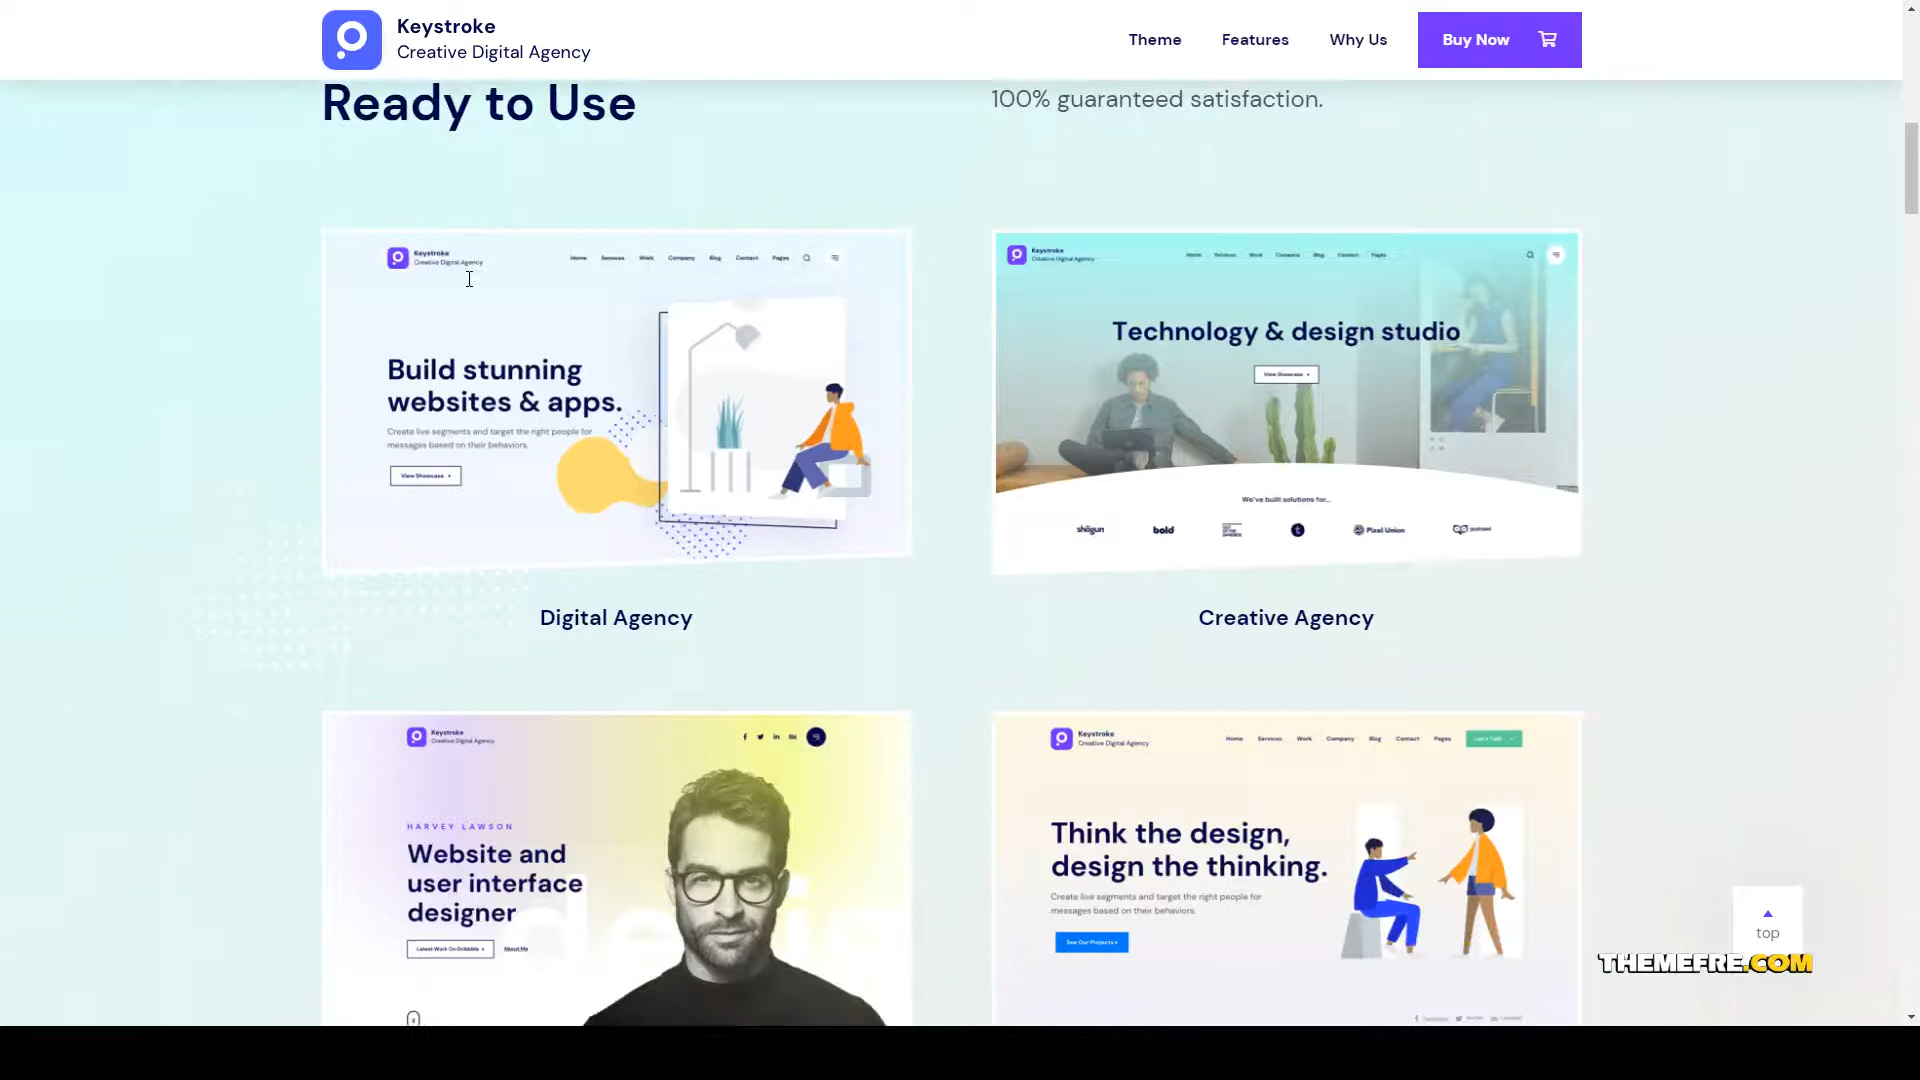 Keystroke
Creative Digital Agency
Theme
Features
Why Us
Buy Now
Ready to Use
100% guaranteed satisfaction.
Keystroke
Creative Digital Agency
Home
Services
Work
Company
Blog
Contact
Pages
Build stunning
websites & apps.
Create live segments and target the right people for
messages based on their behaviors.
View Showcase
Keystroke
Creative Digital Agency
Home
Services
Work
Company
Blog
Contact
Pages
Technology & design studio
View Showcase
We've built solutions for...
shōgun
bold
Pixel Union
Digital Agency
Creative Agency
Keystroke
Creative Digital Agency
HARVEY LAWSON
Website and
user interface
designer
Latest Work On Dribbble
About Me
Keystroke
Creative Digital Agency
Home
Services
Work
Company
Blog
Contact
Pages
Let's Talk
Think the design,
design the thinking.
Create live segments and target the right people for
messages based on their behaviors.
See Our Projects
top
THEMEFRE.COM